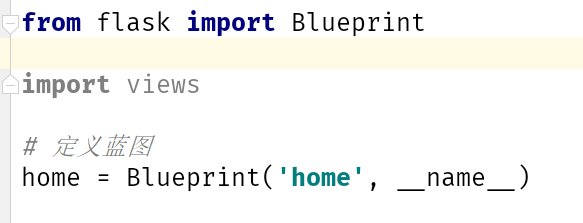 from flask import Blueprint
import views
# 定义蓝图
home = Blueprint('home', __name__)